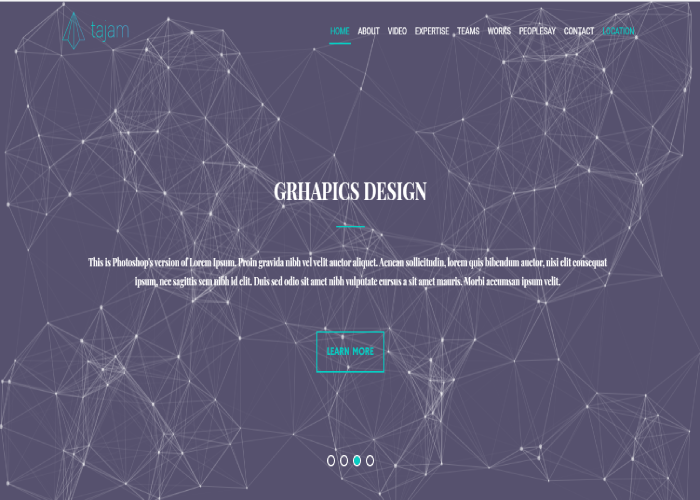 tajam
HOME ABOUT VIDEO EXPERTISE TEAMS WORKS PEOPLESAY CONTACT LOCATION
GRHAPICS DESIGN
This is Photoshop's version of Lorem Ipsum. Proin gravida nibh vel velit auctor aliquet. Aenean sollicitudin, lorem quis bibendum auctor, nisi elit consequat
ipsum, nec sagittis sem nibh id elit. Duis sed odio sit amet nibh vulputate cursus a sit amet mauris. Morbi accumsan ipsum velit.
LEARN MORE